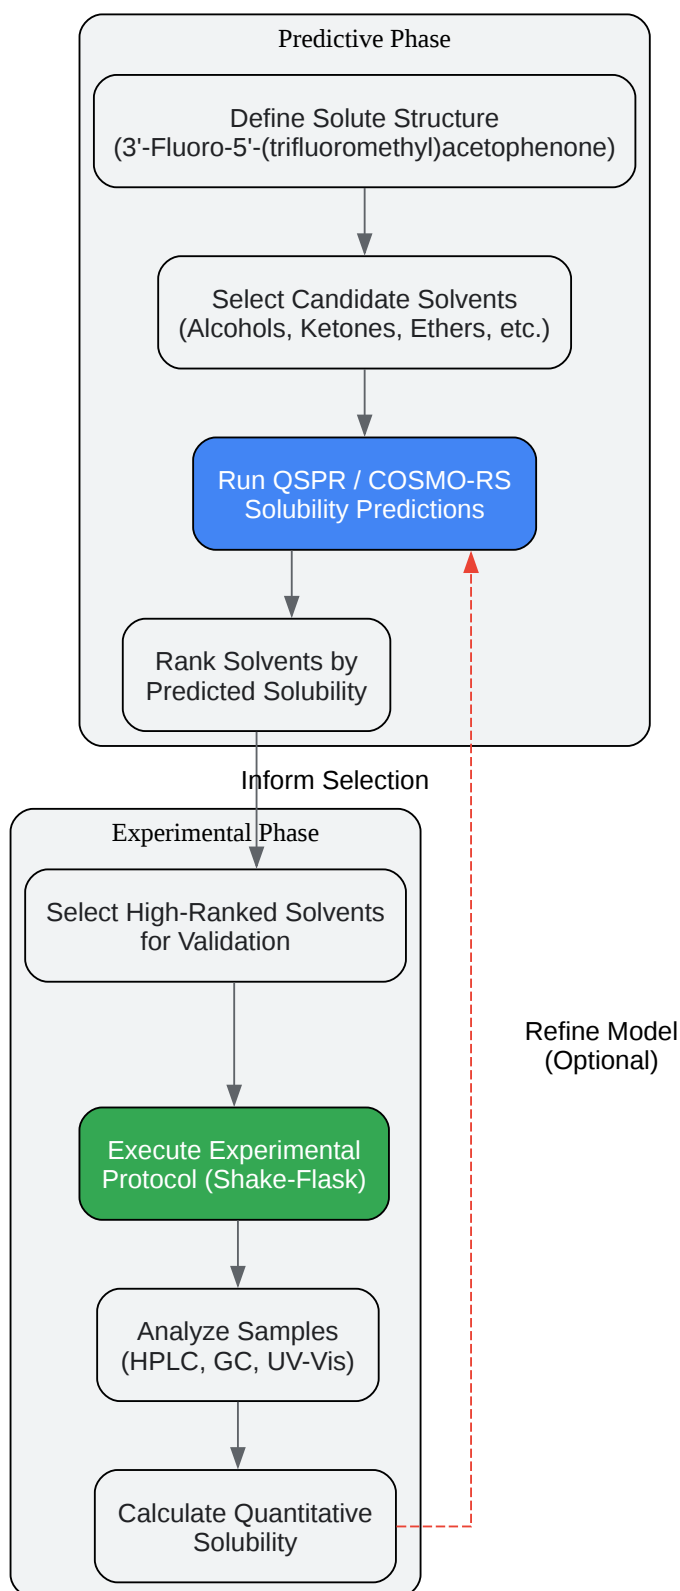 Predictive Phase
Define Solute Structure
(3'-Fluoro-5'-(trifluoromethyl)acetophenone)
Select Candidate Solvents
(Alcohols, Ketones, Ethers, etc.)
Run QSPR / COSMO-RS
Solubility Predictions
Rank Solvents by
Predicted Solubility
Inform Selection
Experimental Phase
Select High-Ranked Solvents
for Validation
Refine Model
(Optional)
Execute Experimental
Protocol (Shake-Flask)
Analyze Samples
(HPLC, GC, UV-Vis)
Calculate Quantitative
Solubility